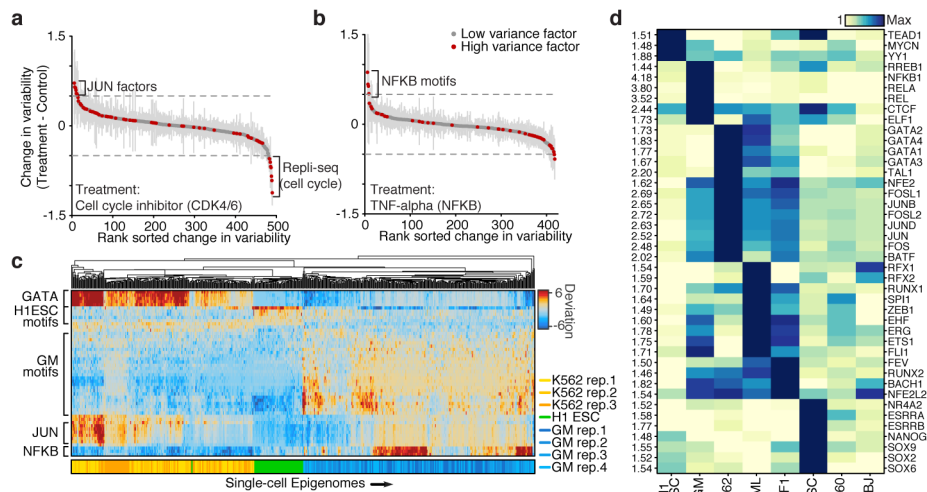 a
b
d
1.5
0
-1.5
Change in variability
(Treatment - Control)
JUN factors
Repli-seq
(cell cycle)
Treatment:
Cell cycle inhibitor (CDK4/6)
0 100 200 300 400 500
Rank sorted change in variability
1.5
0
-1.5
Low variance factor
High variance factor
NFKB motifs
Treatment:
TNF-alpha (NFKB)
0 100 200 300 400
Rank sorted change in variability
c
GATA
H1ESC
motifs
GM
motifs
JUN
NFKB
6
-6
Deviation
K562 rep.1
K562 rep.2
K562 rep.3
H1 ESC
GM rep.1
GM rep.2
GM rep.3
GM rep.4
Single-cell Epigenomes
1 Max
1.51 TEAD1
1.48 MYCN
1.88 YY1
1.44 RREB1
4.18 NFKB1
3.80 RELA
3.52 REL
2.44 CTCF
1.73 ELF1
1.73 GATA2
1.83 GATA4
1.77 GATA1
1.67 GATA3
2.20 TAL1
1.62 NFE2
2.69 FOSL1
2.65 JUNB
2.72 FOSL2
2.63 JUND
2.52 JUN
2.48 FOS
2.02 BATF
1.54 RFX1
1.59 RFX2
1.70 RUNX1
1.64 SPI1
1.49 ZEB1
1.60 EHF
1.78 ERG
1.75 ETS1
1.71 FLI1
1.50 FEV
1.46 RUNX2
1.82 BACH1
1.54 NFE2L2
1.52 NR4A2
1.58 ESRRA
1.77 ESRRB
1.48 NANOG
1.55 SOX9
1.52 SOX2
1.54 SOX6
SC GM 62 ML F1 SC 60 BJ